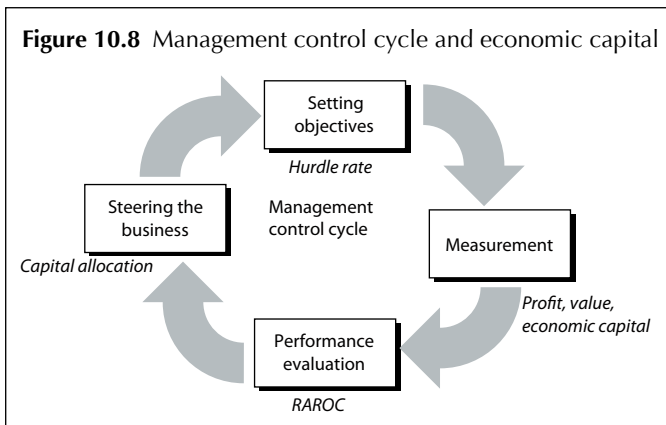 Figure 10.8 Management control cycle and economic capital
Setting
objectives
Hurdle rate
Steering the
business
Capital allocation
Management
control cycle
Measurement
Profit, value,
economic capital
Performance
evaluation
RAROC